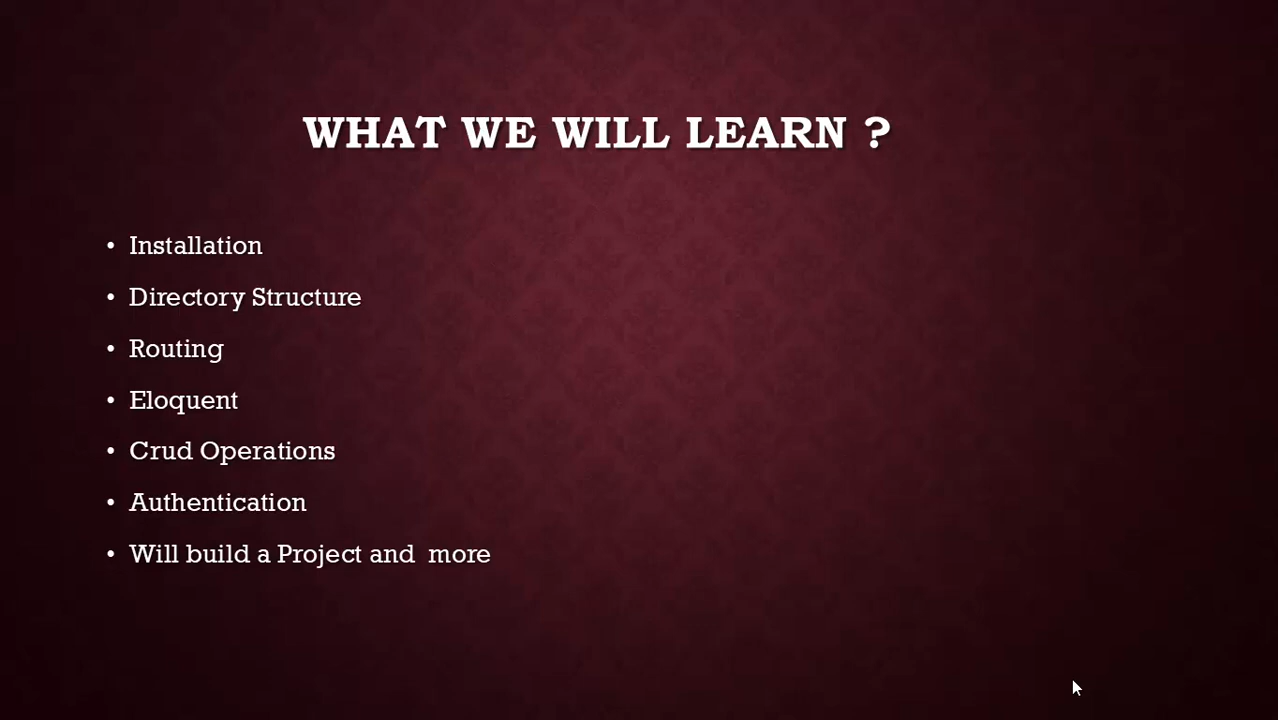 WHAT WE WILL LEARN ?
• Installation
• Directory Structure
• Routing
• Eloquent
• Crud Operations
• Authentication
• Will build a Project and  more